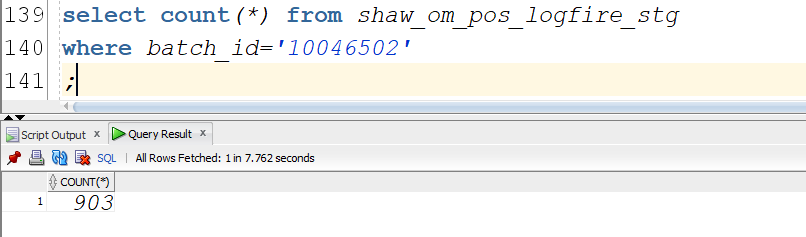 139 select count(*) from shaw_om_pos_logfire_stg
140 where batch_id='10046502'
141 ;
Script Output x Query Result x
SQL | All Rows Fetched: 1 in 7.762 seconds
COUNT(*)
1 903